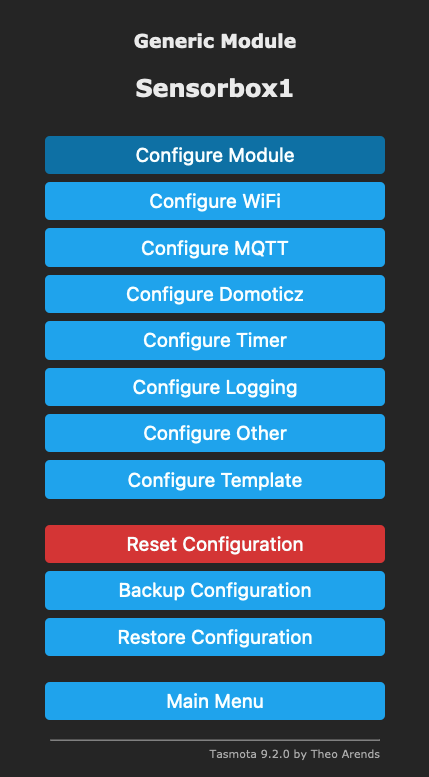 Generic Module
Sensorbox1
Configure Module
Configure WiFi
Configure MQTT
Configure Domoticz
Configure Timer
Configure Logging
Configure Other
Configure Template
Reset Configuration
Backup Configuration
Restore Configuration
Main Menu
Tasmota 9.2.0 by Theo Arends